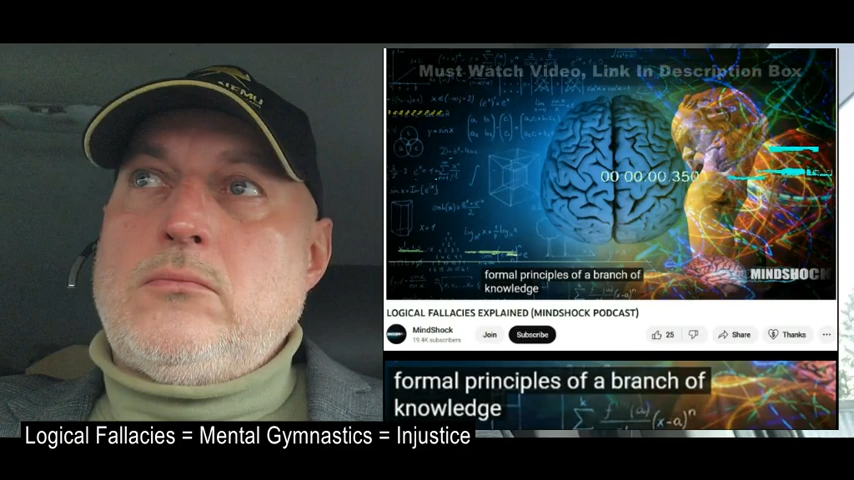 Must Watch Video, Link In Description Box
00 00 00.350
formal principles of a branch of
knowledge
MINDSHOCK
LOGICAL FALLACIES EXPLAINED (MINDSHOCK PODCAST)
MindShock
19.4K subscribers
Join
Subscribe
25
Share
Thanks
formal principles of a branch of
knowledge
Logical Fallacies = Mental Gymnastics = Injustice